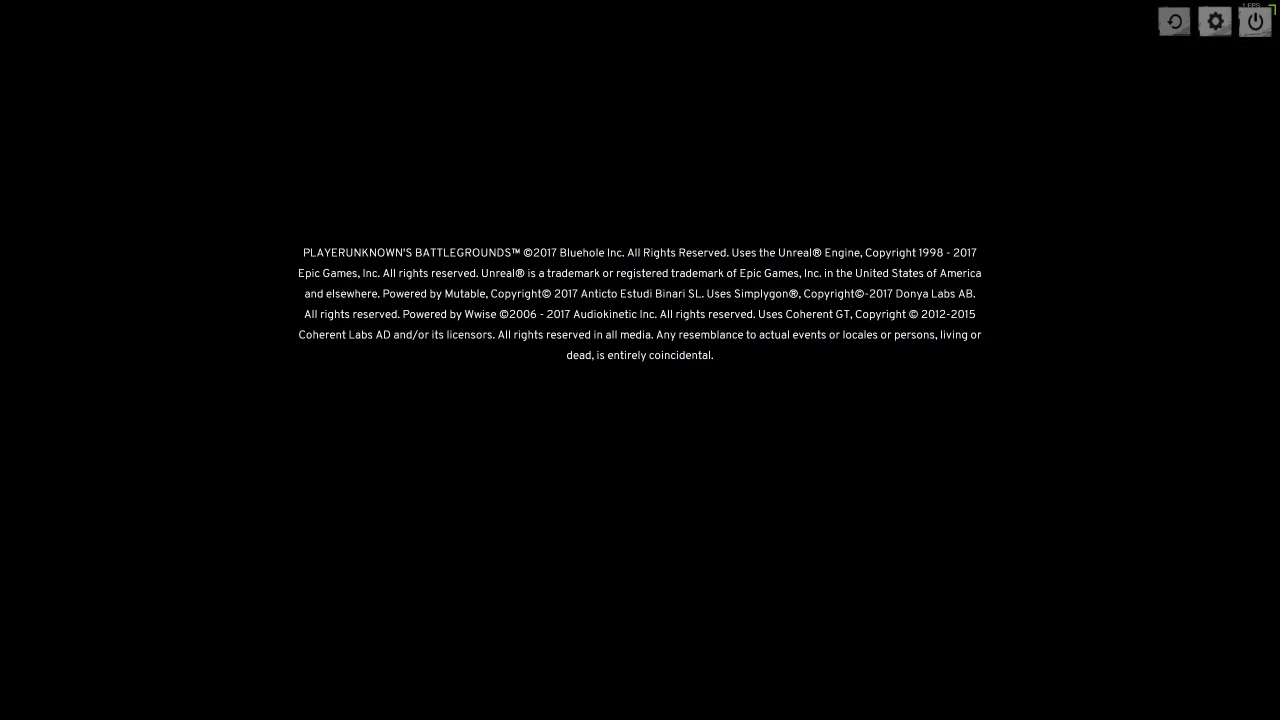 1 FPS
PLAYERUNKNOWN'S BATTLEGROUNDS™ ©2017 Bluehole Inc. All Rights Reserved. Uses the Unreal® Engine, Copyright 1998 - 2017
Epic Games, Inc. All rights reserved. Unreal® is a trademark or registered trademark of Epic Games, Inc. in the United States of America
and elsewhere. Powered by Mutable, Copyright© 2017 Anticto Estudi Binari SL. Uses Simplygon®, Copyright©-2017 Donya Labs AB.
All rights reserved. Powered by Wwise ©2006 - 2017 Audiokinetic Inc. All rights reserved. Uses Coherent GT, Copyright © 2012-2015
Coherent Labs AD and/or its licensors. All rights reserved in all media. Any resemblance to actual events or locales or persons, living or
dead, is entirely coincidental.